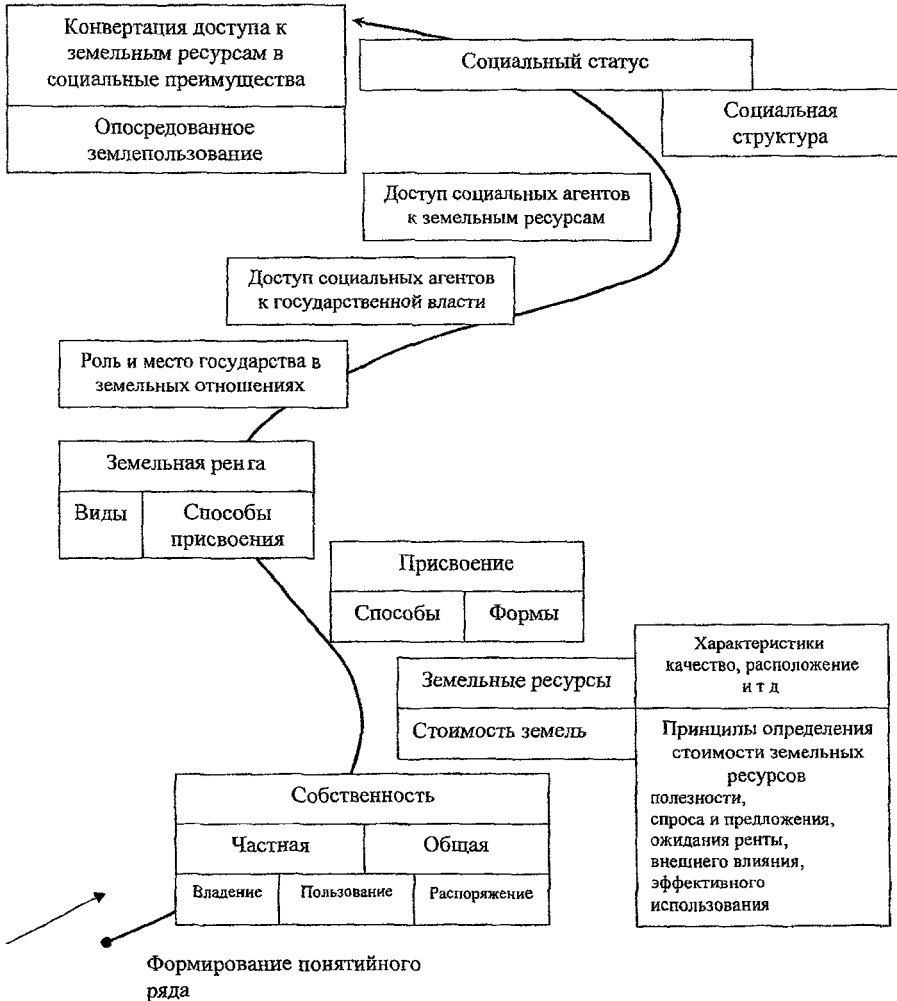 Конвертация доступа к
земельным ресурсам в
социальные преимущества
Опосредованное
землепользование
Социальный статус
Социальная
структура
Доступ социальных агентов
к земельным ресурсам
Доступ социальных агентов
к государственной власти
Роль и место государства в
земельных отношениях
Земельная рента
Виды
Способы
присвоения
Присвоение
Способы
Формы
Земельные ресурсы
Характеристики
качество, расположение
и т д
Стоимость земель
Принципы определения
стоимости земельных
ресурсов
полезности,
спроса и предложения,
ожидания ренты,
внешнего влияния,
эффективного
использования
Собственность
Частная
Общая
Владение
Пользование
Распоряжение
Формирование понятийного
ряда